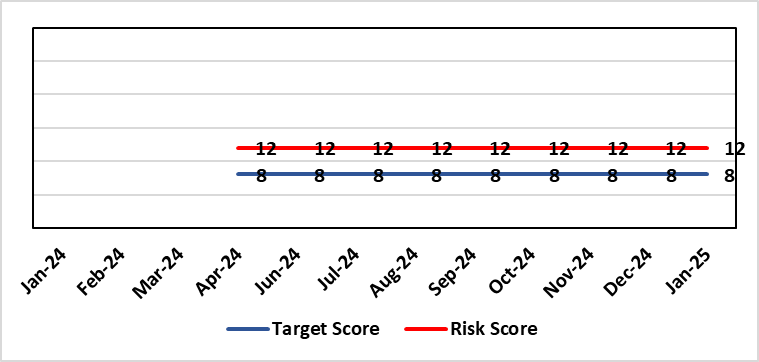 12 12 12 12 12 12 12 12 12
8 8 8 8 8 8 8 8 8
Jan-24 Feb-24 Mar-24 Apr-24 Jun-24 Jul-24 Aug-24 Sep-24 Oct-24 Nov-24 Dec-24 Jan-25
Target Score Risk Score